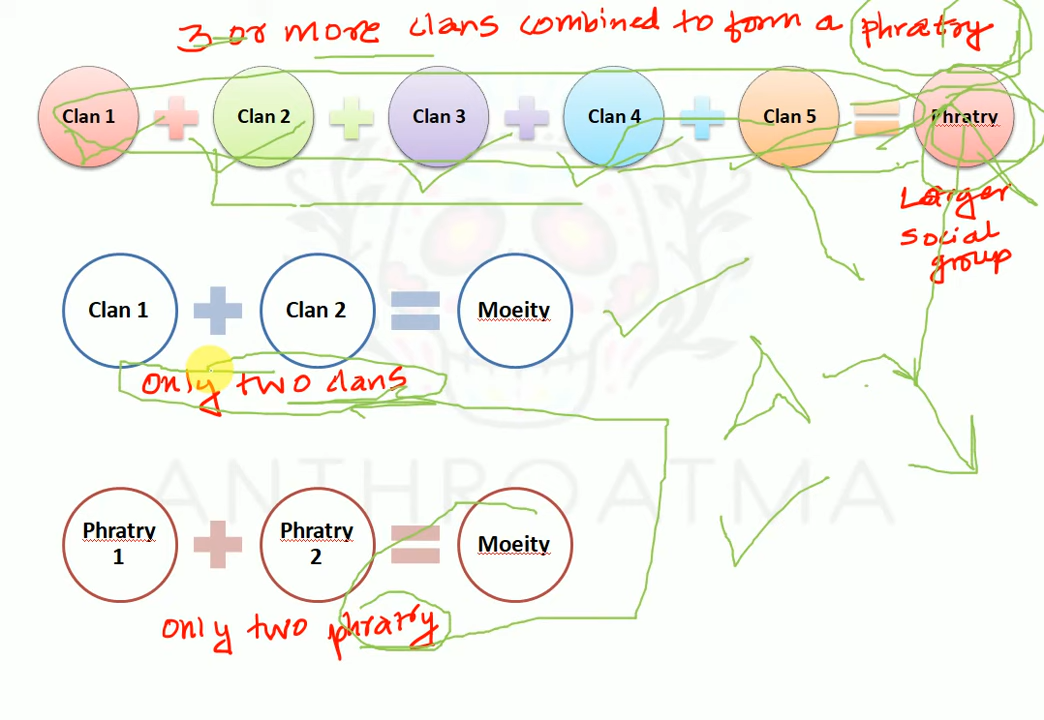 3 or more clans combined to form a phratry
Clan 1 Clan 2 Clan 3 Clan 4 Clan 5 Phratry
Larger
social
group
Clan 1 Clan 2 Moeity
only two clans
ANTHROATMA
Phratry 1 Phratry 2 Moeity
only two phratry